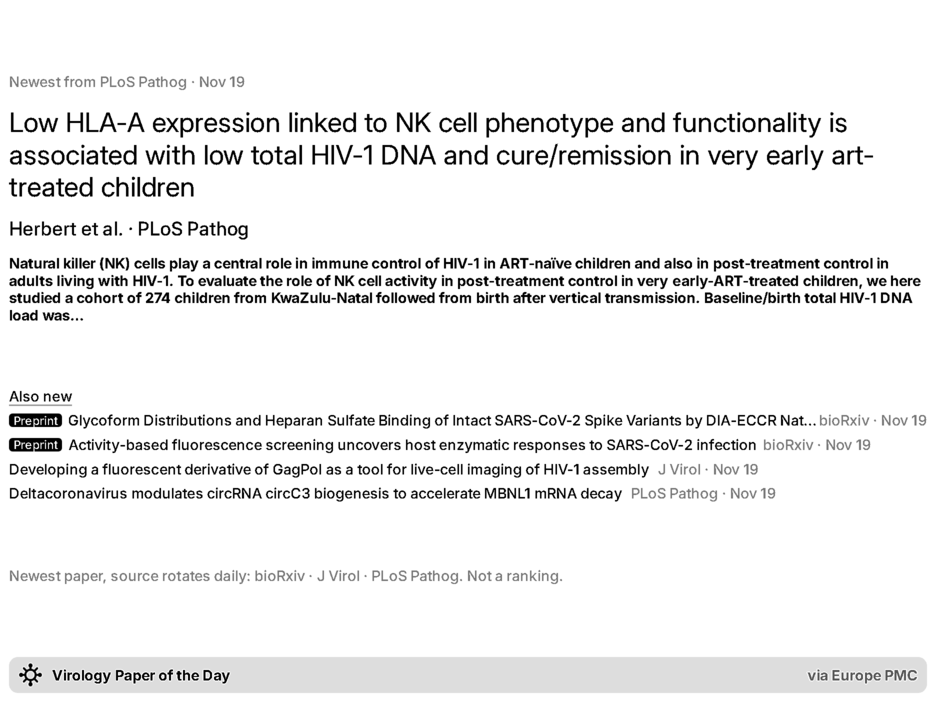 Newest from PLoS Pathog · Nov 19
Low HLA-A expression linked to NK cell phenotype and functionality is
associated with low total HIV-1 DNA and cure/remission in very early art-
treated children
Herbert et al. · PLoS Pathog
Natural killer (NK) cells play a central role in immune control of HIV-1 in ART-naïve children and also in post-treatment control in
adults living with HIV-1. To evaluate the role of NK cell activity in post-treatment control in very early-ART-treated children, we here
studied a cohort of 274 children from KwaZulu-Natal followed from birth after vertical transmission. Baseline/birth total HIV-1 DNA
load was...
Also new
Preprint Glycoform Distributions and Heparan Sulfate Binding of Intact SARS-CoV-2 Spike Variants by DIA-ECCR Nat... bioRxiv · Nov 19
Preprint Activity-based fluorescence screening uncovers host enzymatic responses to SARS-CoV-2 infection bioRxiv · Nov 19
Developing a fluorescent derivative of GagPol as a tool for live-cell imaging of HIV-1 assembly J Virol · Nov 19
Deltacoronavirus modulates circRNA circC3 biogenesis to accelerate MBNL1 mRNA decay PLoS Pathog · Nov 19
Newest paper, source rotates daily: bioRxiv · J Virol · PLoS Pathog. Not a ranking.
Virology Paper of the Day via Europe PMC